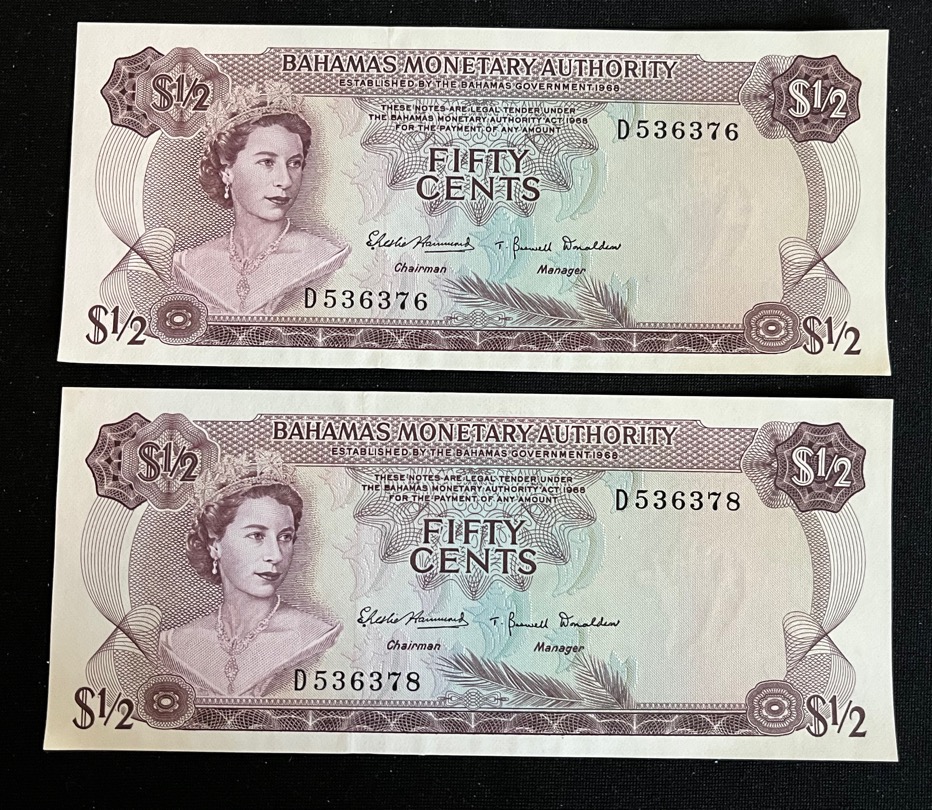 $1/2 BAHAMAS MONETARY AUTHORITY $1/2
ESTABLISHED BY THE BAHAMAS GOVERNMENT 1968
THESE NOTES ARE LEGAL TENDER UNDER
THE BAHAMAS MONETARY AUTHORITY ACT 1968
FOR THE PAYMENT OF ANY AMOUNT
D536376
FIFTY
CENTS
Chairman Manager
D536376
$1/2 $1/2
$1/2 BAHAMAS MONETARY AUTHORITY $1/2
ESTABLISHED BY THE BAHAMAS GOVERNMENT 1968
THESE NOTES ARE LEGAL TENDER UNDER
THE BAHAMAS MONETARY AUTHORITY ACT 1968
FOR THE PAYMENT OF ANY AMOUNT
D536378
FIFTY
CENTS
Chairman Manager
D536378
$1/2 $1/2